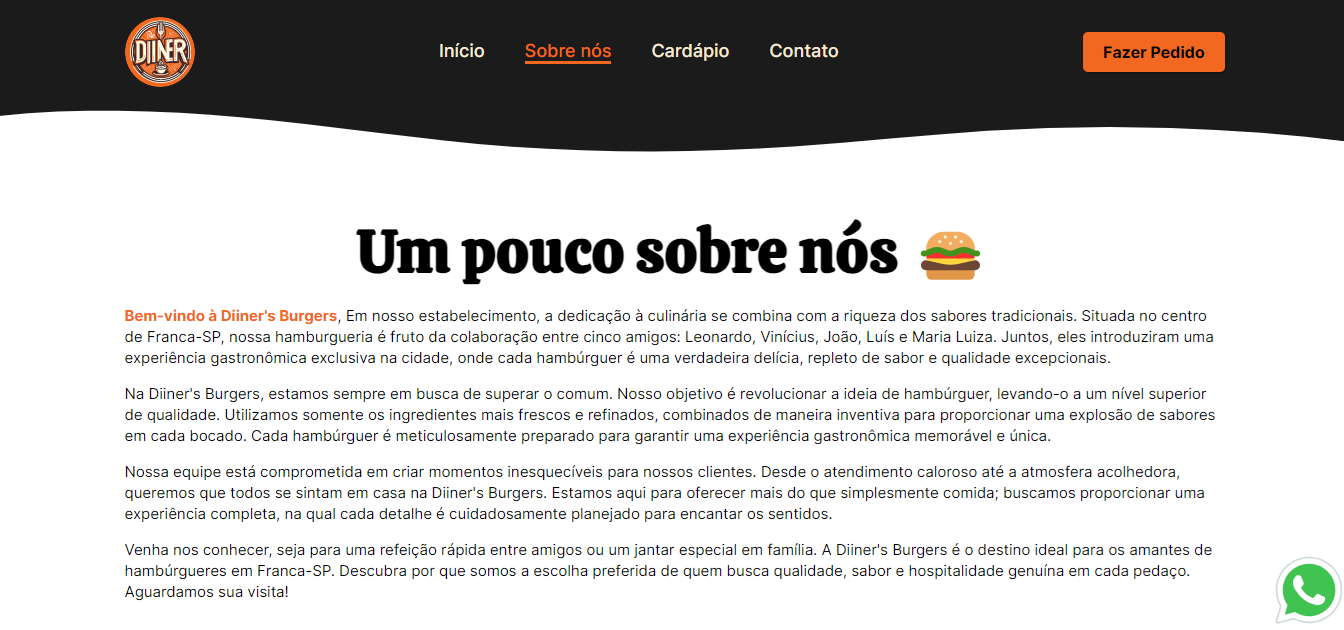 DIINER
Início
Sobre nós
Cardápio
Contato
Fazer Pedido
Um pouco sobre nós
Bem-vindo à Diiner's Burgers, Em nosso estabelecimento, a dedicação à culinária se combina com a riqueza dos sabores tradicionais. Situada no centro
de Franca-SP, nossa hamburgueria é fruto da colaboração entre cinco amigos: Leonardo, Vinícius, João, Luís e Maria Luiza. Juntos, eles introduziram uma
experiência gastronômica exclusiva na cidade, onde cada hambúrguer é uma verdadeira delícia, repleto de sabor e qualidade excepcionais.
Na Diiner's Burgers, estamos sempre em busca de superar o comum. Nosso objetivo é revolucionar a ideia de hambúrguer, levando-o a um nível superior
de qualidade. Utilizamos somente os ingredientes mais frescos e refinados, combinados de maneira inventiva para proporcionar uma explosão de sabores
em cada bocado. Cada hambúrguer é meticulosamente preparado para garantir uma experiência gastronômica memorável e única.
Nossa equipe está comprometida em criar momentos inesquecíveis para nossos clientes. Desde o atendimento caloroso até a atmosfera acolhedora,
queremos que todos se sintam em casa na Diiner's Burgers. Estamos aqui para oferecer mais do que simplesmente comida; buscamos proporcionar uma
experiência completa, na qual cada detalhe é cuidadosamente planejado para encantar os sentidos.
Venha nos conhecer, seja para uma refeição rápida entre amigos ou um jantar especial em família. A Diiner's Burgers é o destino ideal para os amantes de
hambúrgueres em Franca-SP. Descubra por que somos a escolha preferida de quem busca qualidade, sabor e hospitalidade genuína em cada pedaço.
Aguardamos sua visita!